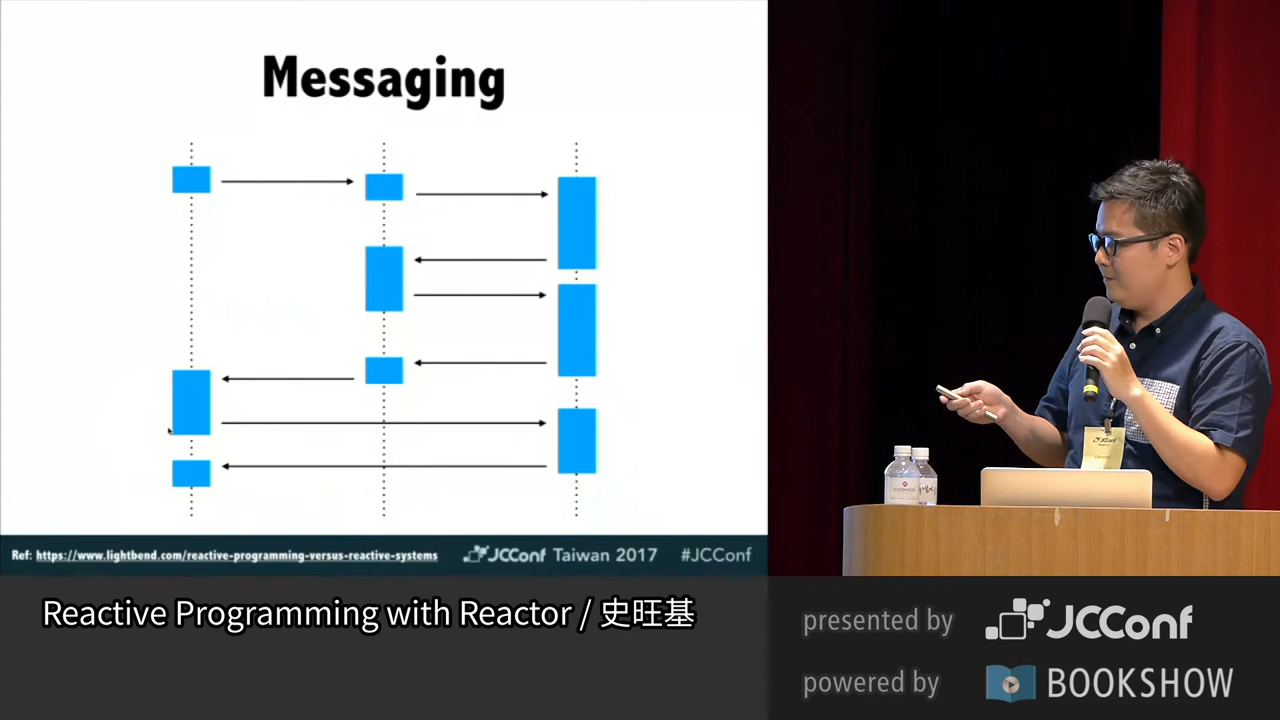 Messaging
Ref: https://www.lightbend.com/reactive-programming-versus-reactive-systems
JCConf Taiwan 2017 #JCConf
Reactive Programming with Reactor / 史旺基
presented by JCConf
powered by BOOKSHOW
JCConf